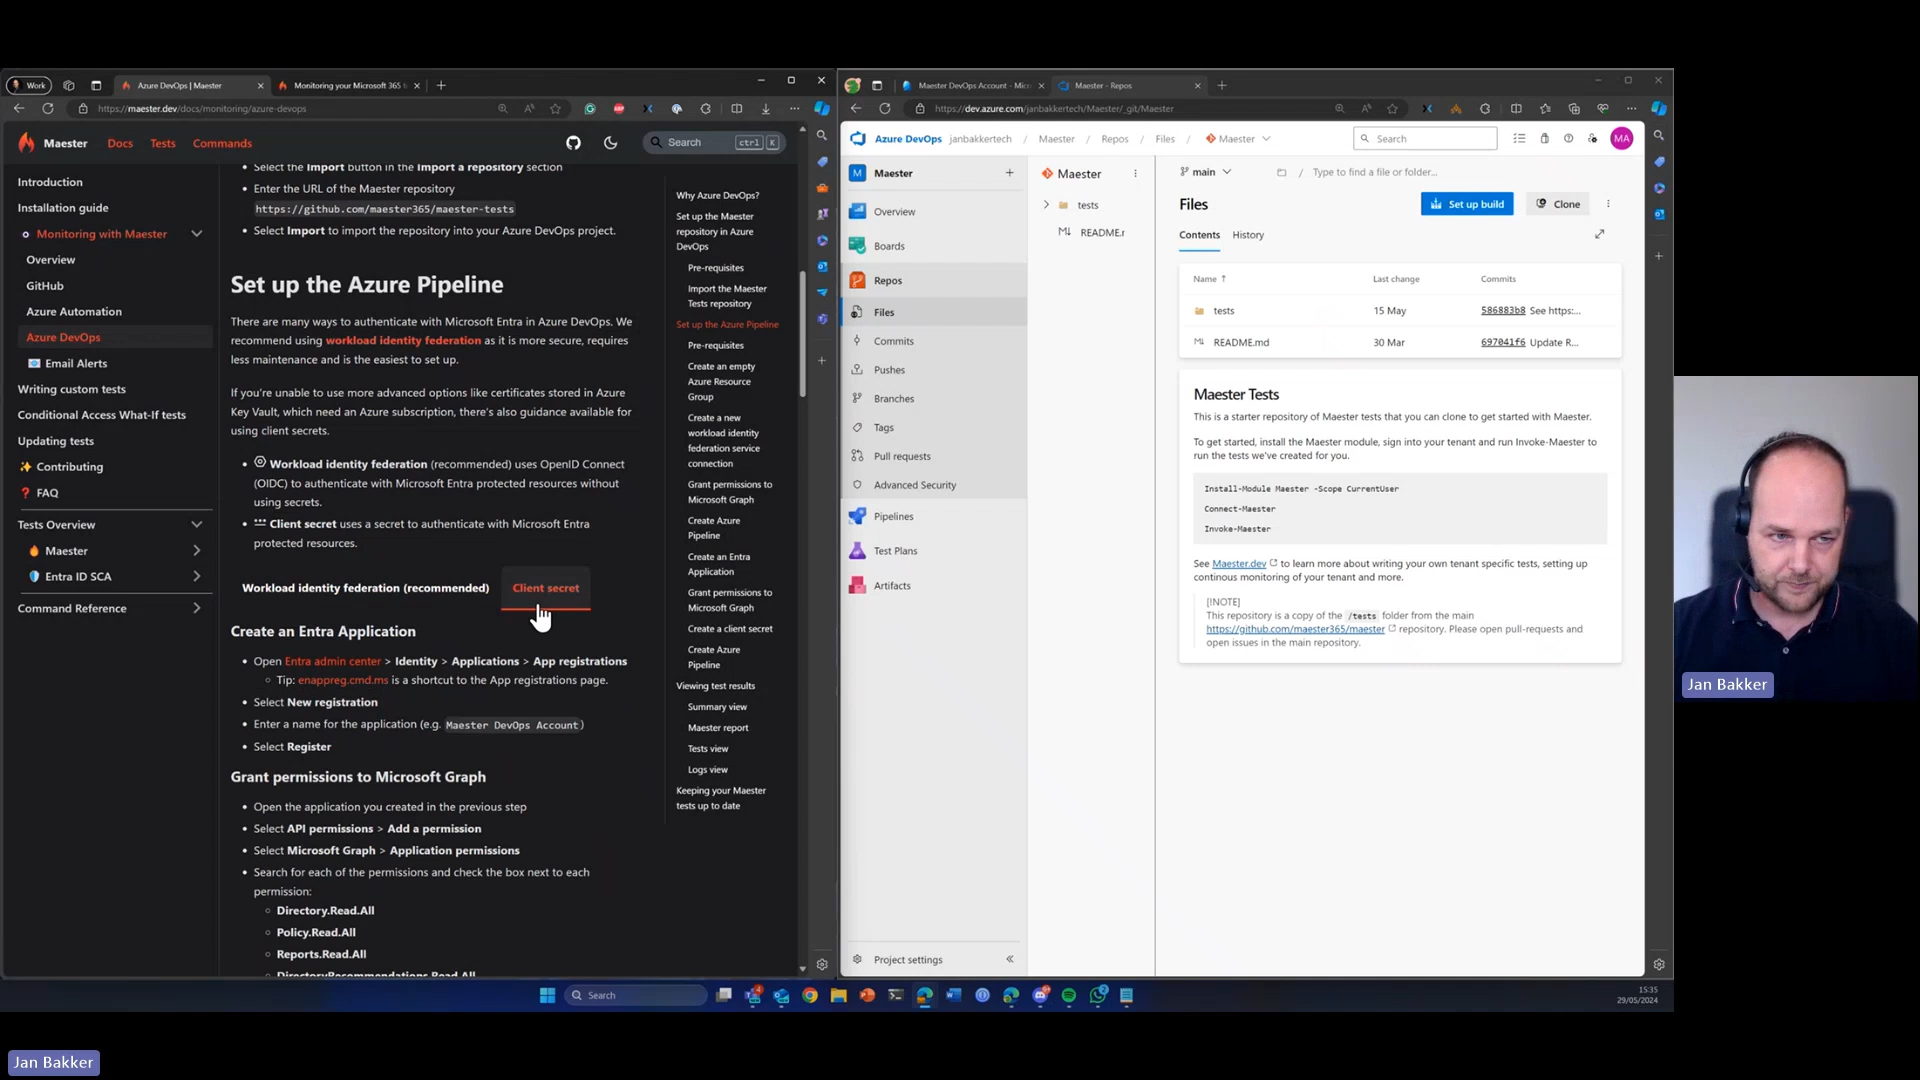 Work
Azure DevOps | Maester
Monitoring your Microsoft 365 t
https://maester.dev/docs/monitoring/azure-devops
Maester
Docs
Tests
Commands
Search
ctrl
K
Introduction
Installation guide
Monitoring with Maester
Overview
GitHub
Azure Automation
Azure DevOps
Email Alerts
Writing custom tests
Conditional Access What-If tests
Updating tests
Contributing
FAQ
Tests Overview
Maester
Entra ID SCA
Command Reference
Select the Import button in the Import a repository section
Enter the URL of the Maester repository
https://github.com/maester365/maester-tests
Select Import to import the repository into your Azure DevOps project.
Set up the Azure Pipeline
There are many ways to authenticate with Microsoft Entra in Azure DevOps. We
recommend using workload identity federation as it is more secure, requires
less maintenance and is the easiest to set up.
If you're unable to use more advanced options like certificates stored in Azure
Key Vault, which need an Azure subscription, there's also guidance available for
using client secrets.
Workload identity federation (recommended) uses OpenID Connect
(OIDC) to authenticate with Microsoft Entra protected resources without
using secrets.
Client secret uses a secret to authenticate with Microsoft Entra
protected resources.
Workload identity federation (recommended)
Client secret
Create an Entra Application
Open Entra admin center > Identity > Applications > App registrations
Tip: enappreg.cmd.ms is a shortcut to the App registrations page.
Select New registration
Enter a name for the application (e.g. Maester DevOps Account)
Select Register
Grant permissions to Microsoft Graph
Open the application you created in the previous step
Select API permissions > Add a permission
Select Microsoft Graph > Application permissions
Search for each of the permissions and check the box next to each
permission:
Directory.Read.All
Policy.Read.All
Reports.Read.All
DirectoryRecommendations.Read.All
Why Azure DevOps?
Set up the Maester
repository in Azure
DevOps
Pre-requisites
Import the Maester
Tests repository
Set up the Azure Pipeline
Pre-requisites
Create an empty
Azure Resource
Group
Create a new
workload identity
federation service
connection
Grant permissions to
Microsoft Graph
Create Azure
Pipeline
Create an Entra
Application
Grant permissions to
Microsoft Graph
Create a client secret
Create Azure
Pipeline
Viewing test results
Summary view
Maester report
Tests view
Logs view
Keeping your Maester
tests up to date
Maester DevOps Account - Micr
Maester - Repos
https://dev.azure.com/janbakkertech/Maester/_git/Maester
Azure DevOps
janbakkertech / Maester / Repos / Files / Maester
Search
MA
M
Maester
Overview
Boards
Repos
Files
Commits
Pushes
Branches
Tags
Pull requests
Advanced Security
Pipelines
Test Plans
Artifacts
Project settings
Maester
tests
README.r
main
/ Type to find a file or folder...
Files
Set up build
Clone
Contents
History
Name ↑
Last change
Commits
tests
15 May
586883b8 See https:...
README.md
30 Mar
697041f6 Update R...
Maester Tests
This is a starter repository of Maester tests that you can clone to get started with Maester.
To get started, install the Maester module, sign into your tenant and run Invoke-Maester to
run the tests we've created for you.
Install-Module Maester -Scope CurrentUser
Connect-Maester
Invoke-Maester
See Maester.dev to learn more about writing your own tenant specific tests, setting up
continous monitoring of your tenant and more.
[!NOTE]
This repository is a copy of the /tests folder from the main
https://github.com/maester365/maester repository. Please open pull-requests and
open issues in the main repository.
Jan Bakker
Search
15:35
29/05/2024
Jan Bakker